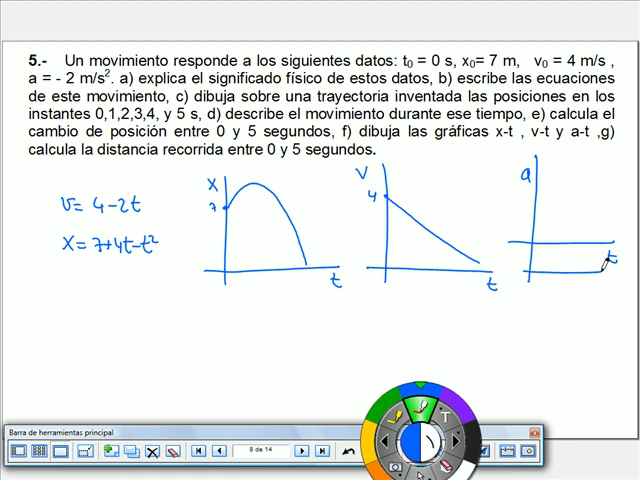 5.- Un movimiento responde a los siguientes datos: t₀ = 0 s, x₀= 7 m, v₀ = 4 m/s ,
a = - 2 m/s². a) explica el significado físico de estos datos, b) escribe las ecuaciones
de este movimiento, c) dibuja sobre una trayectoria inventada las posiciones en los
instantes 0,1,2,3,4, y 5 s, d) describe el movimiento durante ese tiempo, e) calcula el
cambio de posición entre 0 y 5 segundos, f) dibuja las gráficas x-t , v-t y a-t ,g)
calcula la distancia recorrida entre 0 y 5 segundos.
v= 4-2t
x= 7+4t-t²
x
7
t
v
4
t
a
t
Barra de herramientas principal
8 de 14
T